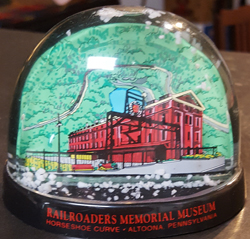 RAILROADERS MEMORIAL MUSEUM
HORSESHOE CURVE • ALTOONA, PENNSYLVANIA